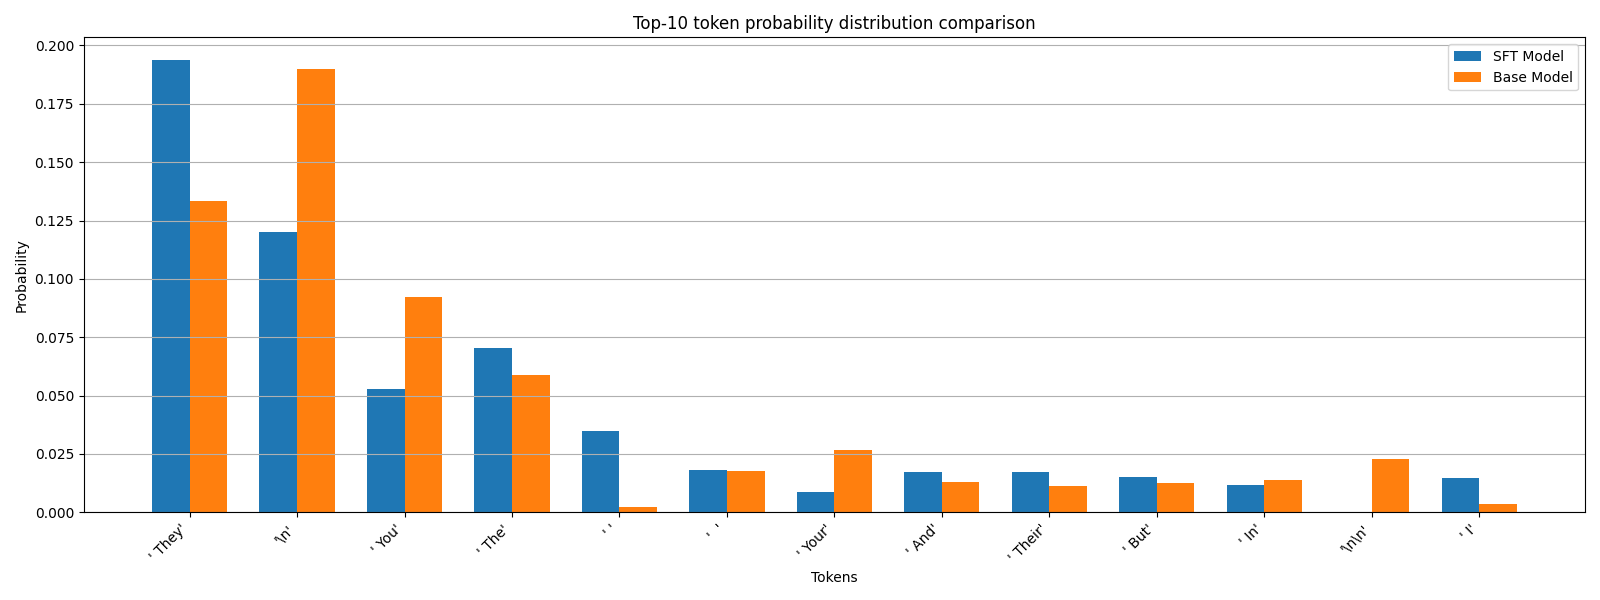 Top-10 token probability distribution comparison
SFT Model
Base Model
Probability
0.200
0.175
0.150
0.125
0.100
0.075
0.050
0.025
0.000
' They'
'\n'
' You'
' The'
' '
'  '
' Your'
' And'
' Their'
' But'
' In'
'\n\n'
' I'
Tokens